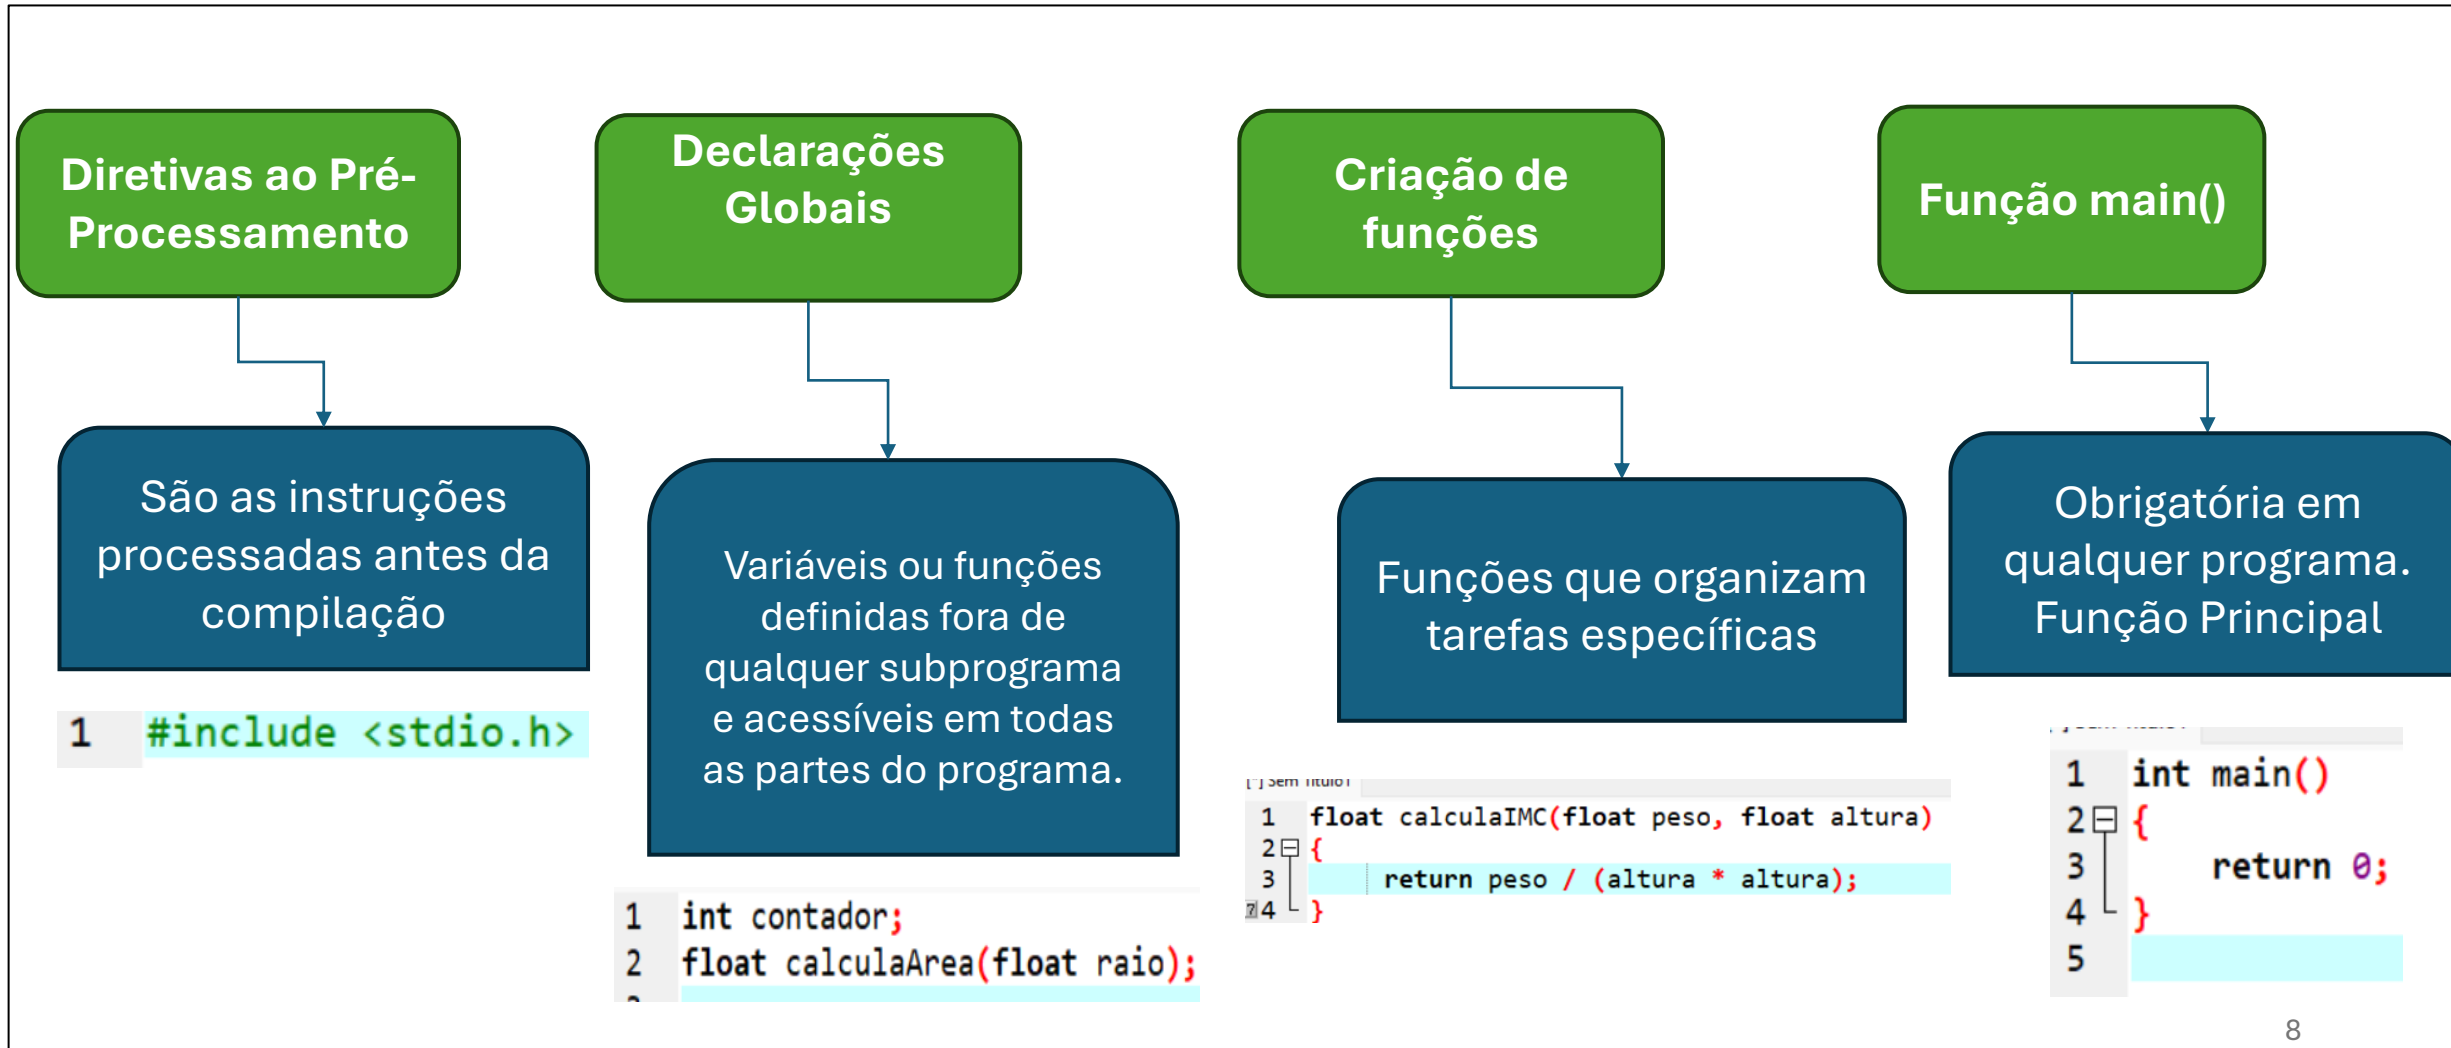 Diretivas ao Pré-
Processamento
São as instruções
processadas antes da
compilação
1 #include <stdio.h>
Declarações
Globais
Variáveis ou funções
definidas fora de
qualquer subprograma
e acessíveis em todas
as partes do programa.
1 int contador;
2 float calculaArea(float raio);
Criação de
funções
Funções que organizam
tarefas específicas
[*] Sem Título1
1 float calculaIMC(float peso, float altura)
2 {
3 return peso / (altura * altura);
4 }
Função main()
Obrigatória em
qualquer programa.
Função Principal
1 int main()
2 {
3 return 0;
4 }
5
8